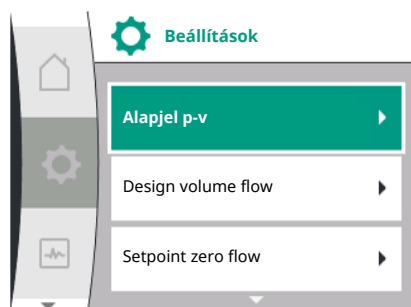 Beállítások
Alapjel p-v
Design volume flow
Setpoint zero flow